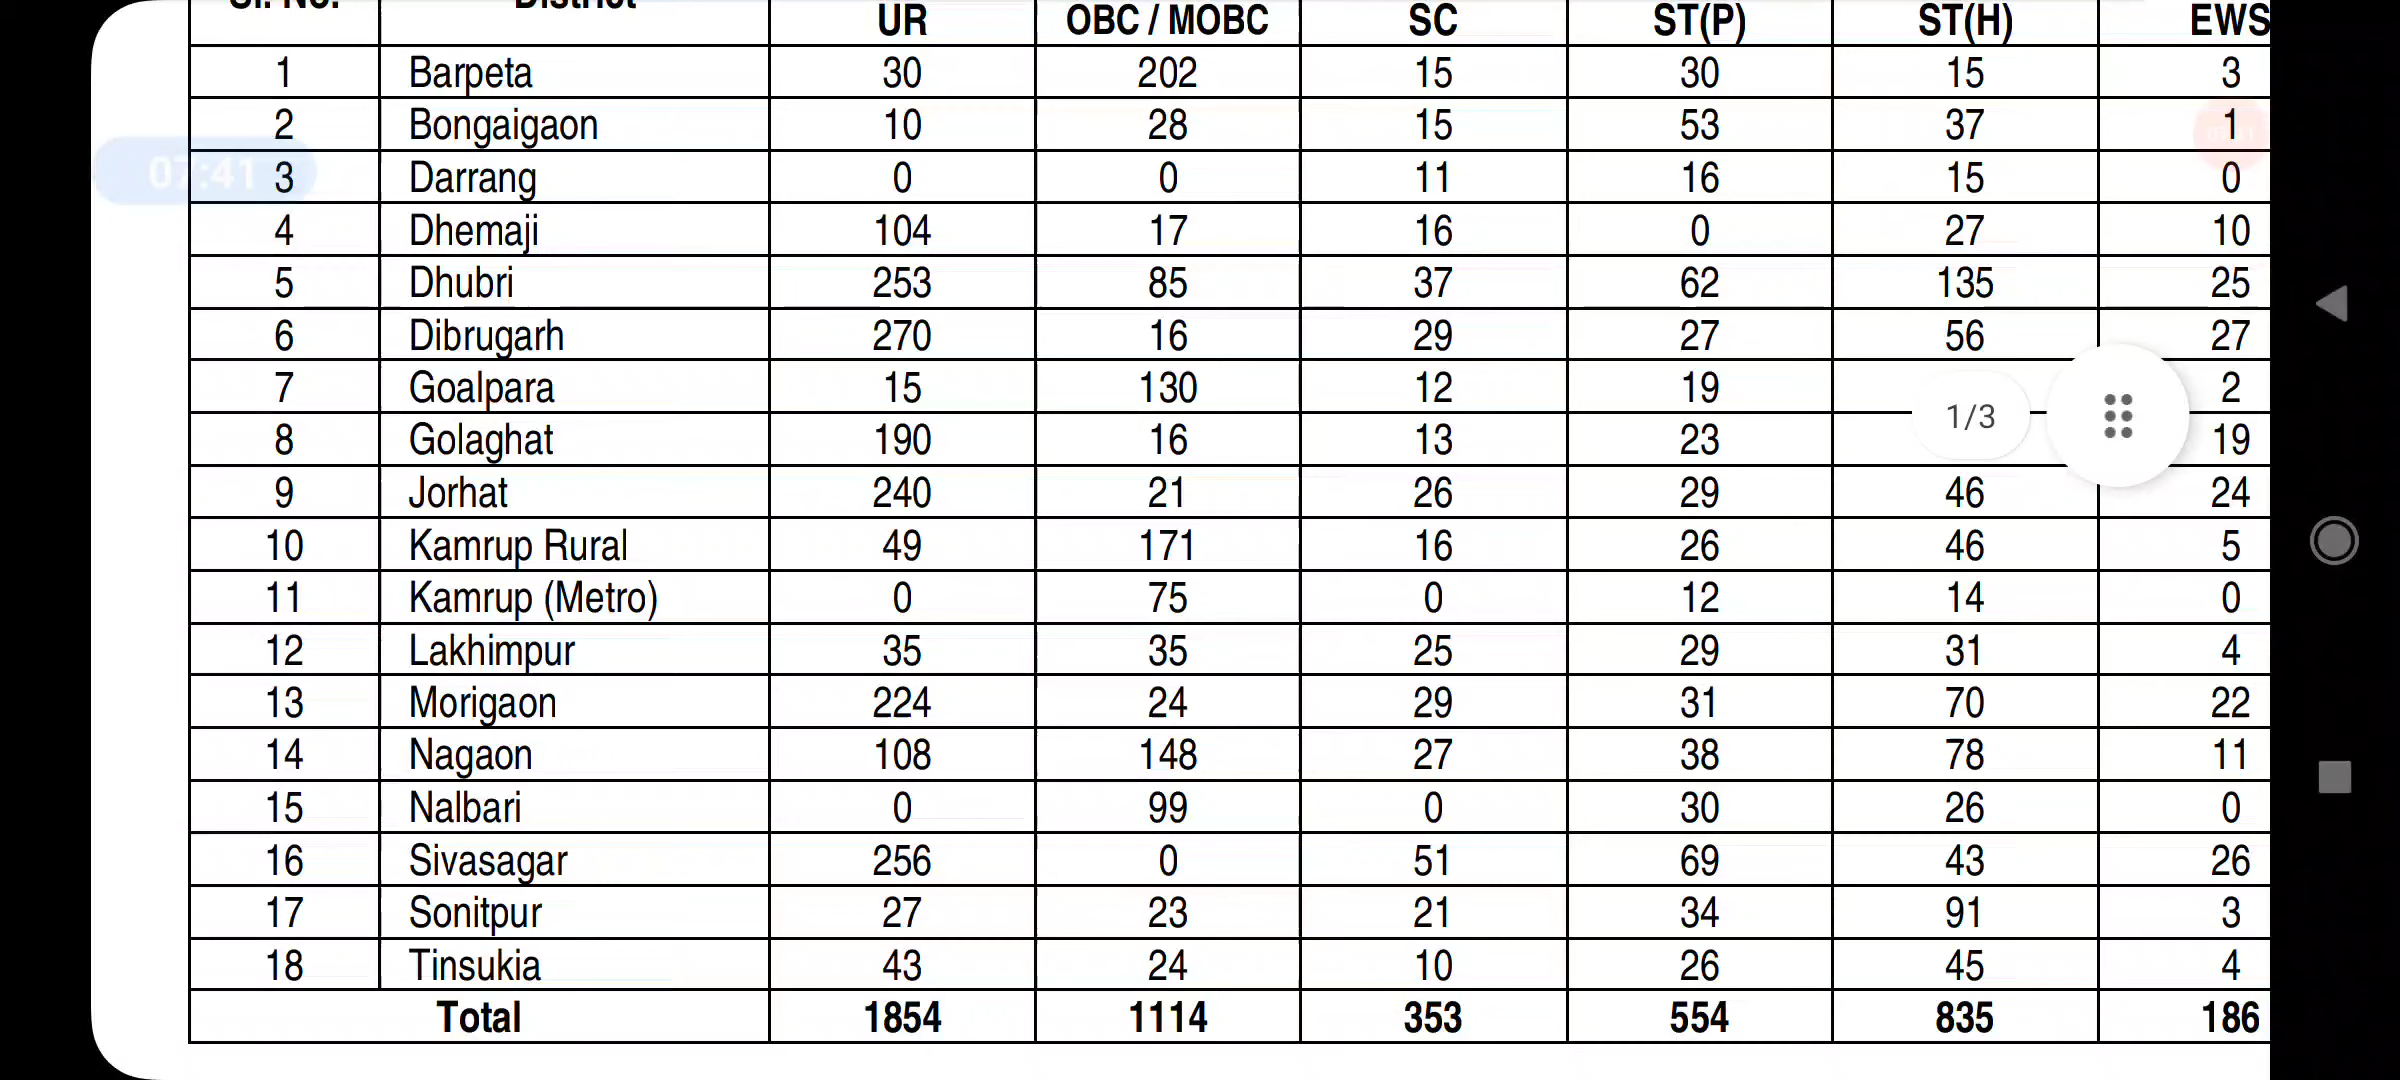 District
UR OBC / MOBC SC ST(P) ST(H) EWS
1 Barpeta 30 202 15 30 15 3
2 Bongaigaon 10 28 15 53 37 1
07:41
3 Darrang 0 0 11 16 15 0
4 Dhemaji 104 17 16 0 27 10
5 Dhubri 253 85 37 62 135 25
6 Dibrugarh 270 16 29 27 56 27
7 Goalpara 15 130 12 19 2
1/3
8 Golaghat 190 16 13 23 19
9 Jorhat 240 21 26 29 46 24
10 Kamrup Rural 49 171 16 26 46 5
11 Kamrup (Metro) 0 75 0 12 14 0
12 Lakhimpur 35 35 25 29 31 4
13 Morigaon 224 24 29 31 70 22
14 Nagaon 108 148 27 38 78 11
15 Nalbari 0 99 0 30 26 0
16 Sivasagar 256 0 51 69 43 26
17 Sonitpur 27 23 21 34 91 3
18 Tinsukia 43 24 10 26 45 4
Total 1854 1114 353 554 835 186